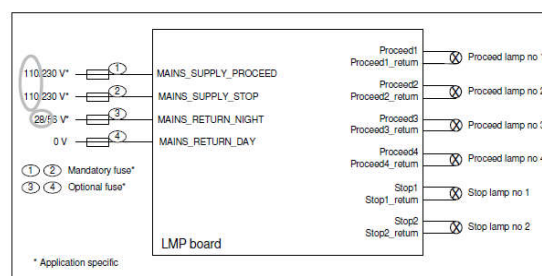 110/230 V* 1 MAINS_SUPPLY_PROCEED
110/230 V* 2 MAINS_SUPPLY_STOP
28/56 V* 3 MAINS_RETURN_NIGHT
0 V 4 MAINS_RETURN_DAY
1 2 Mandatory fuse*
3 4 Optional fuse*
* Application specific
LMP board
Proceed1
Proceed1_return
Proceed lamp no 1
Proceed2
Proceed2_return
Proceed lamp no 2
Proceed3
Proceed3_return
Proceed lamp no 3
Proceed4
Proceed4_return
Proceed lamp no 4
Stop1
Stop1_return
Stop lamp no 1
Stop2
Stop2_return
Stop lamp no 2